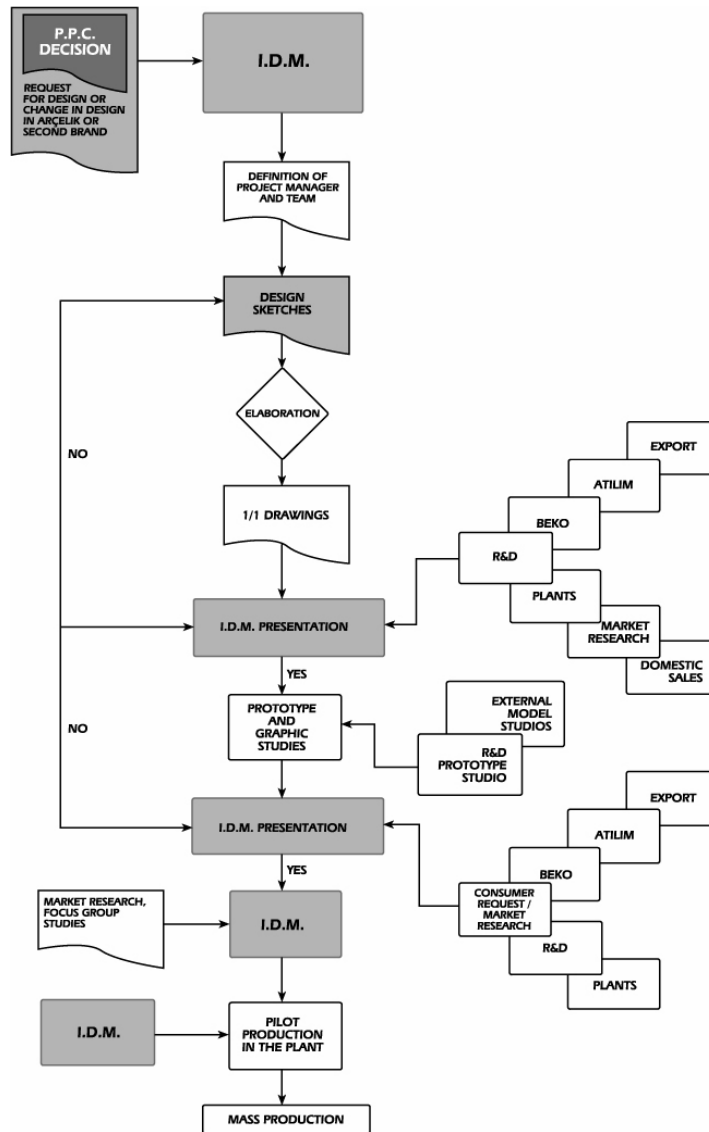 P.P.C.
DECISION
REQUEST
FOR DESIGN OR
CHANGE IN DESIGN
IN ARÇELIK OR
SECOND BRAND
I.D.M.
DEFINITION OF
PROJECT MANAGER
AND TEAM
DESIGN
SKETCHES
ELABORATION
NO
1/1 DRAWINGS
EXPORT
ATILIM
BEKO
R&D
PLANTS
MARKET
RESEARCH
DOMESTIC
SALES
I.D.M. PRESENTATION
YES
PROTOTYPE
AND
GRAPHIC
STUDIES
NO
EXTERNAL
MODEL
STUDIOS
R&D
PROTOTYPE
STUDIO
I.D.M. PRESENTATION
YES
EXPORT
ATILIM
BEKO
CONSUMER
REQUEST /
MARKET
RESEARCH
R&D
PLANTS
MARKET RESEARCH,
FOCUS GROUP
STUDIES
I.D.M.
I.D.M.
PILOT
PRODUCTION
IN THE PLANT
MASS PRODUCTION